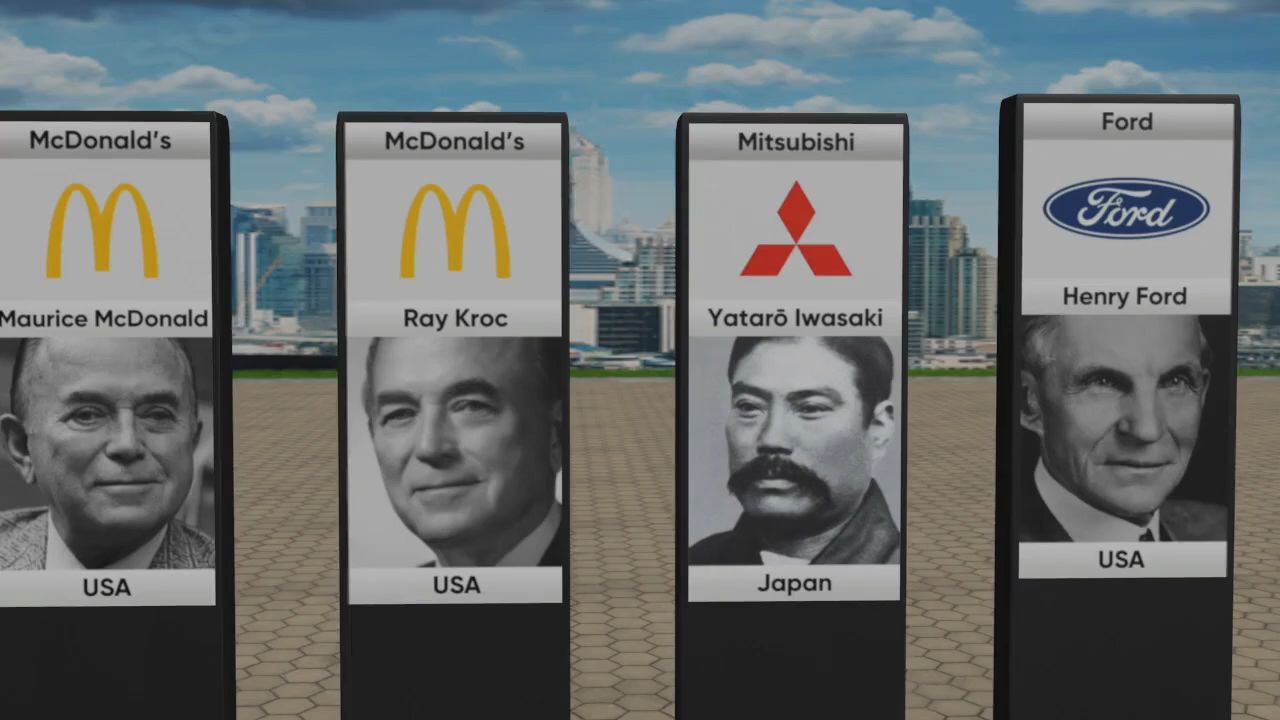 McDonald's
Maurice McDonald
USA
McDonald's
Ray Kroc
USA
Mitsubishi
Yatarō Iwasaki
Japan
Ford
Ford
Henry Ford
USA